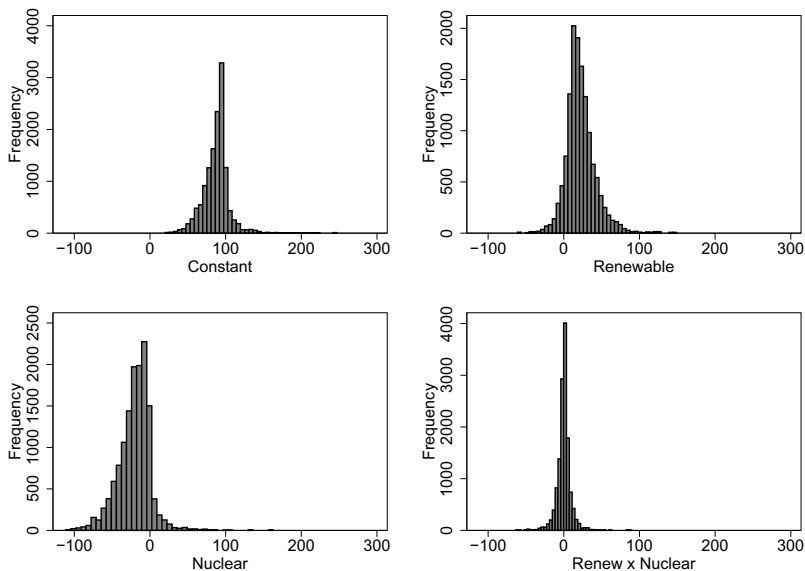 Frequency
0 1000 2000 3000 4000
−100 0 100 200 300
Constant
Frequency
0 500 1000 1500 2000
−100 0 100 200 300
Renewable
Frequency
0 500 1000 1500 2000 2500
−100 0 100 200 300
Nuclear
Frequency
0 1000 2000 3000 4000
−100 0 100 200 300
Renew x Nuclear